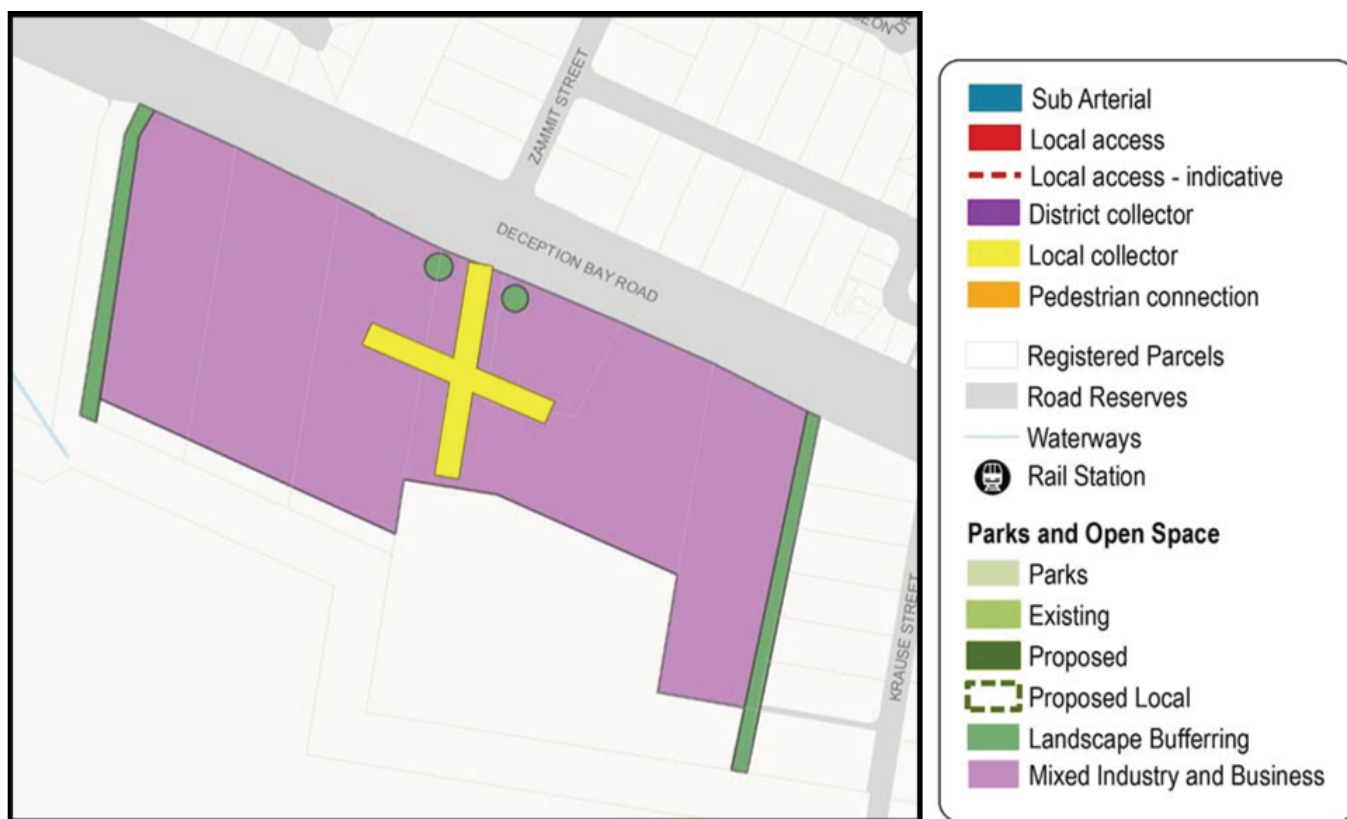 ZAMMIT STREET
DECEPTION BAY ROAD
KRAUSE STREET
Sub Arterial
Local access
Local access - indicative
District collector
Local collector
Pedestrian connection
Registered Parcels
Road Reserves
Waterways
Rail Station
Parks and Open Space
Parks
Existing
Proposed
Proposed Local
Landscape Bufferring
Mixed Industry and Business